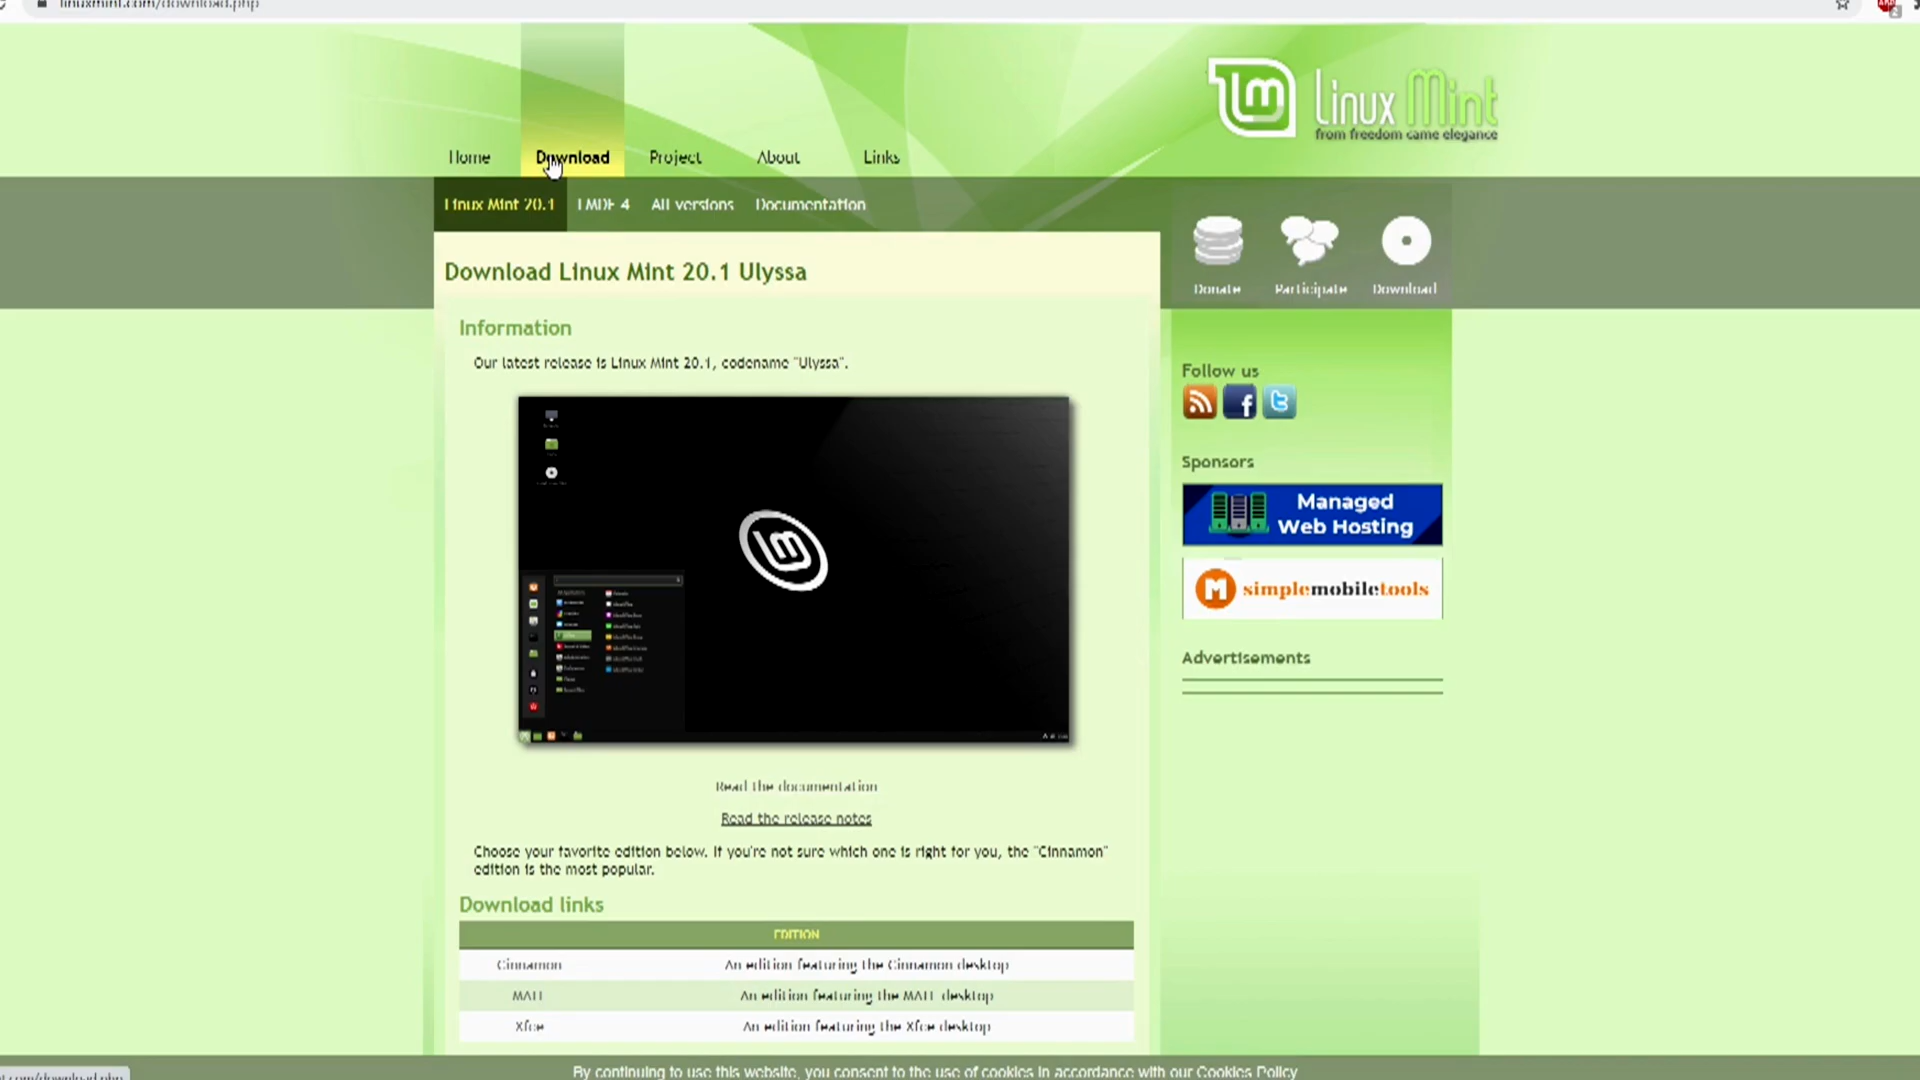 linuxmint.com/download.php
Linux Mint
from freedom came elegance
Home Download Project About Links
Linux Mint 20.1 LMDE 4 All versions Documentation
Donate Participate Download
Download Linux Mint 20.1 Ulyssa
Information
Our latest release is Linux Mint 20.1, codename "Ulyssa".
Read the documentation
Read the release notes
Choose your favorite edition below. If you're not sure which one is right for you, the "Cinnamon"
edition is the most popular.
Download links
EDITION
Cinnamon An edition featuring the Cinnamon desktop
MATE An edition featuring the MATE desktop
Xfce An edition featuring the Xfce desktop
Follow us
Sponsors
Managed
Web Hosting
simplemobiletools
Advertisements
By continuing to use this website, you consent to the use of cookies in accordance with our Cookies Policy